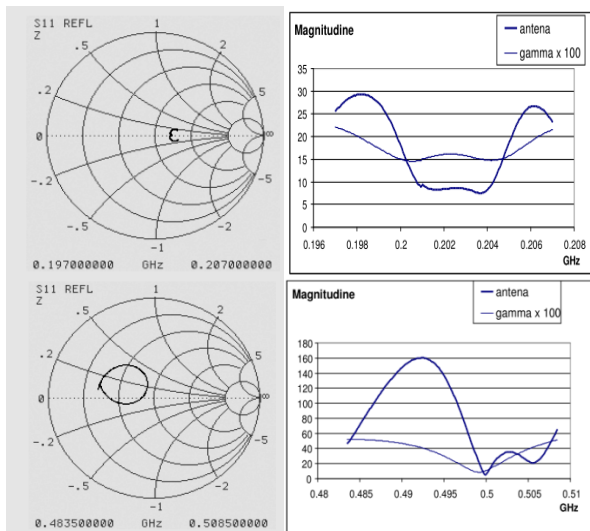 S11 REFL
Z
1
.5
2
.2
5
0
∞
-.2
-5
-.5
-2
-1
0.197000000 GHz 0.207000000
Magnitudine
antena
gamma x 100
35
30
25
20
15
10
5
0
0.196 0.198 0.2 0.202 0.204 0.206 0.208
GHz
S11 REFL
Z
1
.5
2
.2
5
0
∞
-.2
-5
-.5
-2
-1
0.483500000 GHz 0.508500000
Magnitudine
antena
gamma x 100
180
160
140
120
100
80
60
40
20
0
0.48 0.485 0.49 0.495 0.5 0.505 0.51
GHz